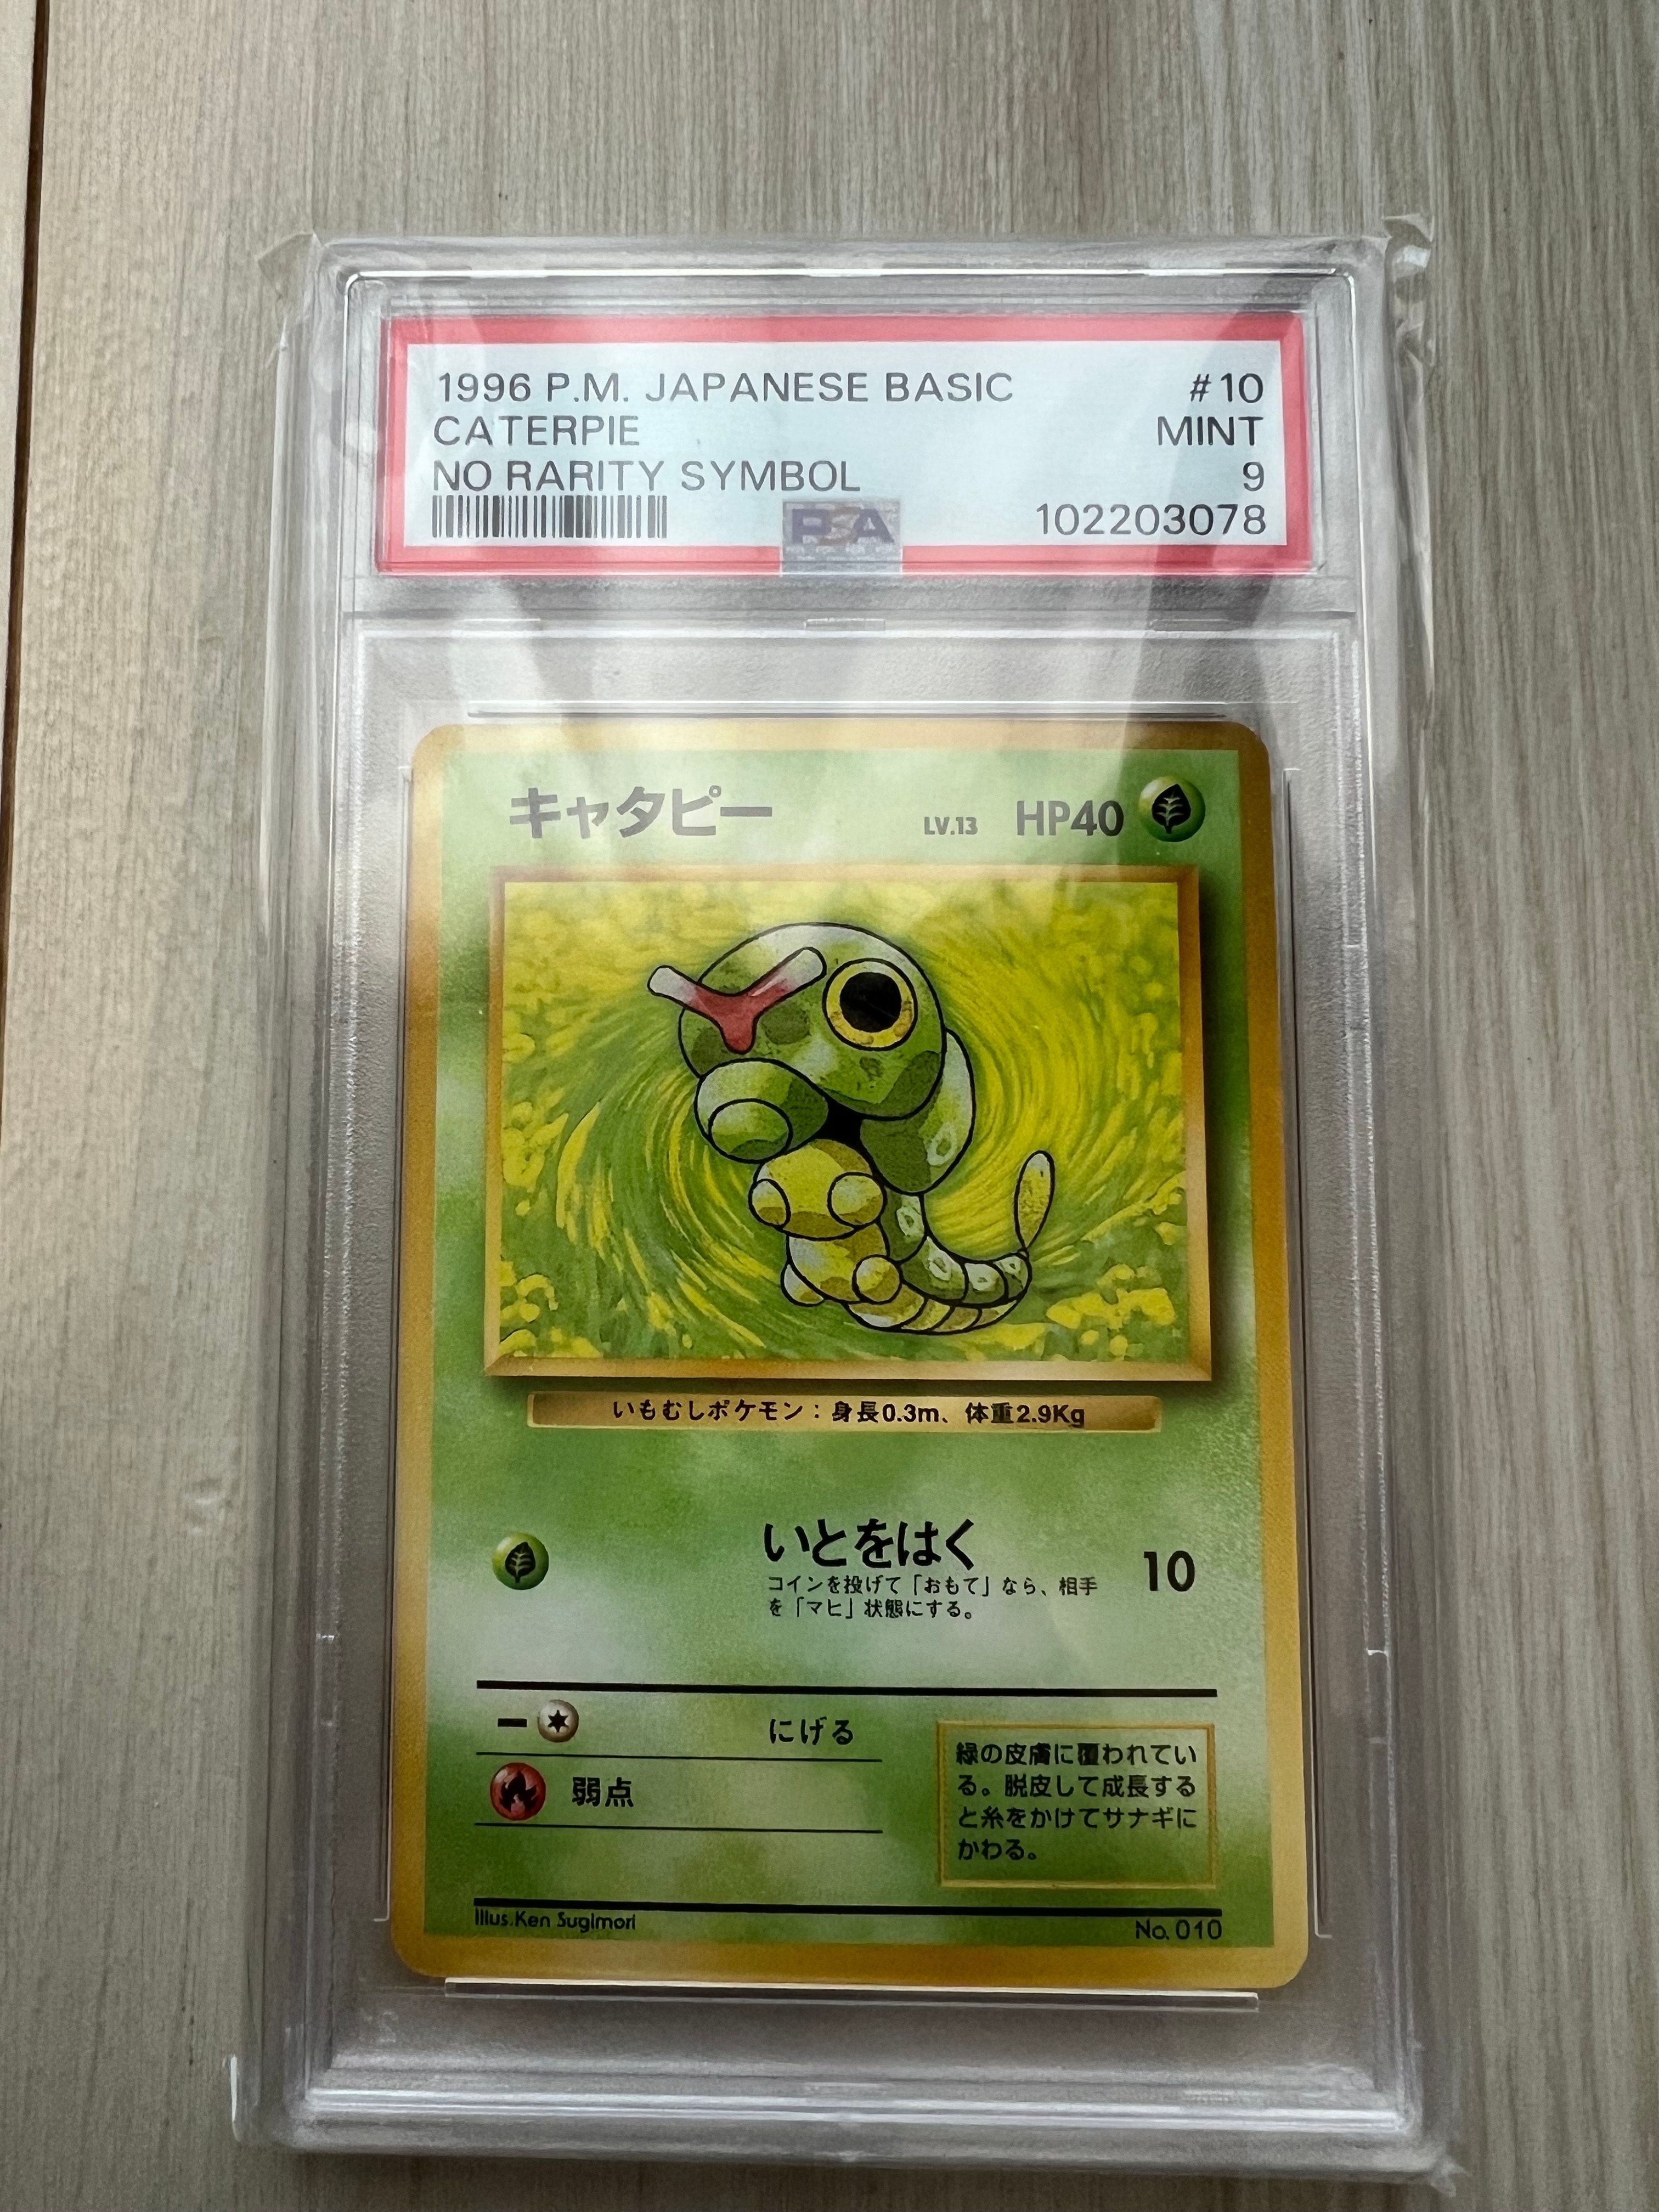 1996 P.M. JAPANESE BASIC #10
CATERPIE MINT
NO RARITY SYMBOL 9
PSA 102203078
キャタピー LV.13 HP40
いもむしポケモン：身長0.3m、体重2.9Kg
いとをはく 10
コインを投げて「おもて」なら、相手
を「マヒ」状態にする。
にげる
弱点
緑の皮膚に覆われてい
る。脱皮して成長する
と糸をかけてサナギに
かわる。
Illus.Ken Sugimori No.010